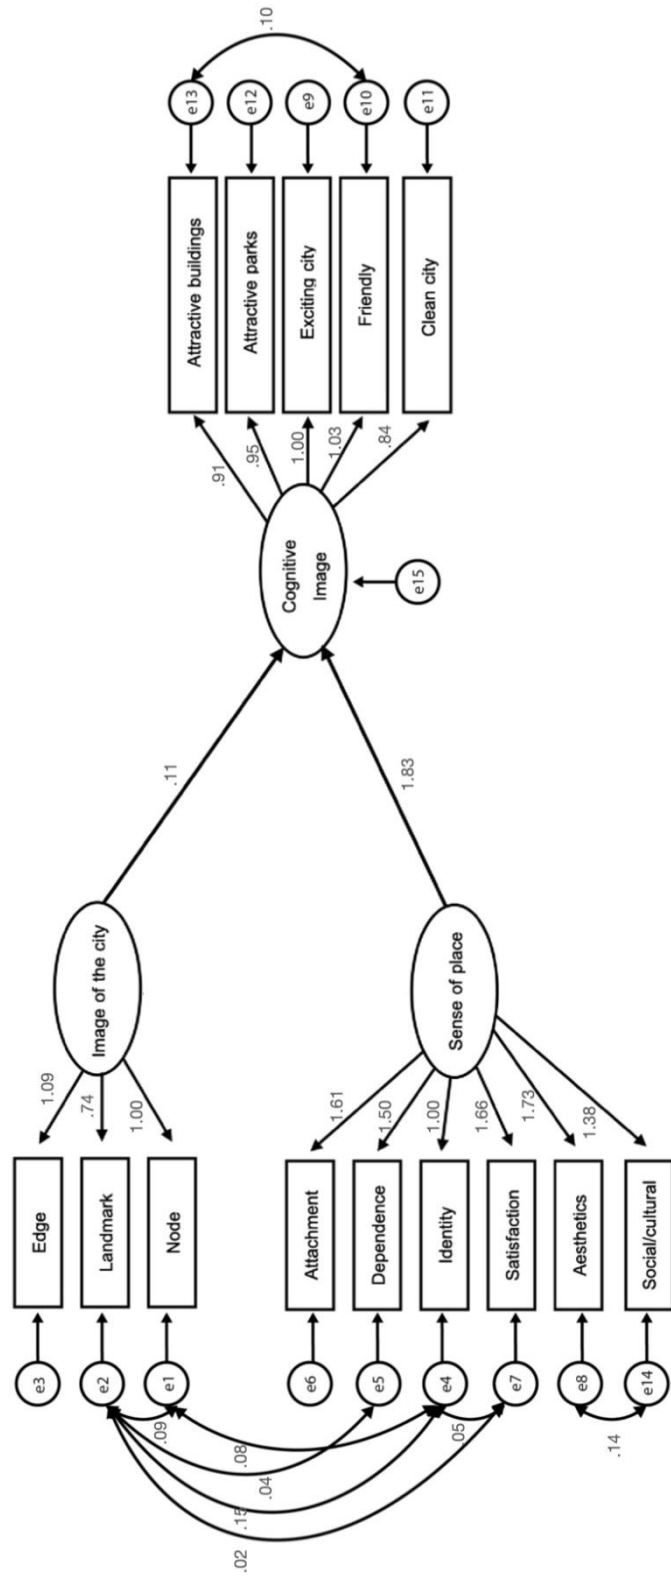 e3
e2
e1
Edge
Landmark
Node
1.09
.74
1.00
Image of the city
.11
e6
e5
e4
e7
e8
e14
Attachment
Dependence
Identity
Satisfaction
Aesthetics
Social/cultural
1.61
1.50
1.00
1.66
1.73
1.38
Sense of place
1.83
.09
.08
.04
.15
.02
.05
.14
Cognitive
Image
e15
.91
.95
1.00
1.03
.84
Attractive buildings
Attractive parks
Exciting city
Friendly
Clean city
e13
e12
e9
e10
e11
.10